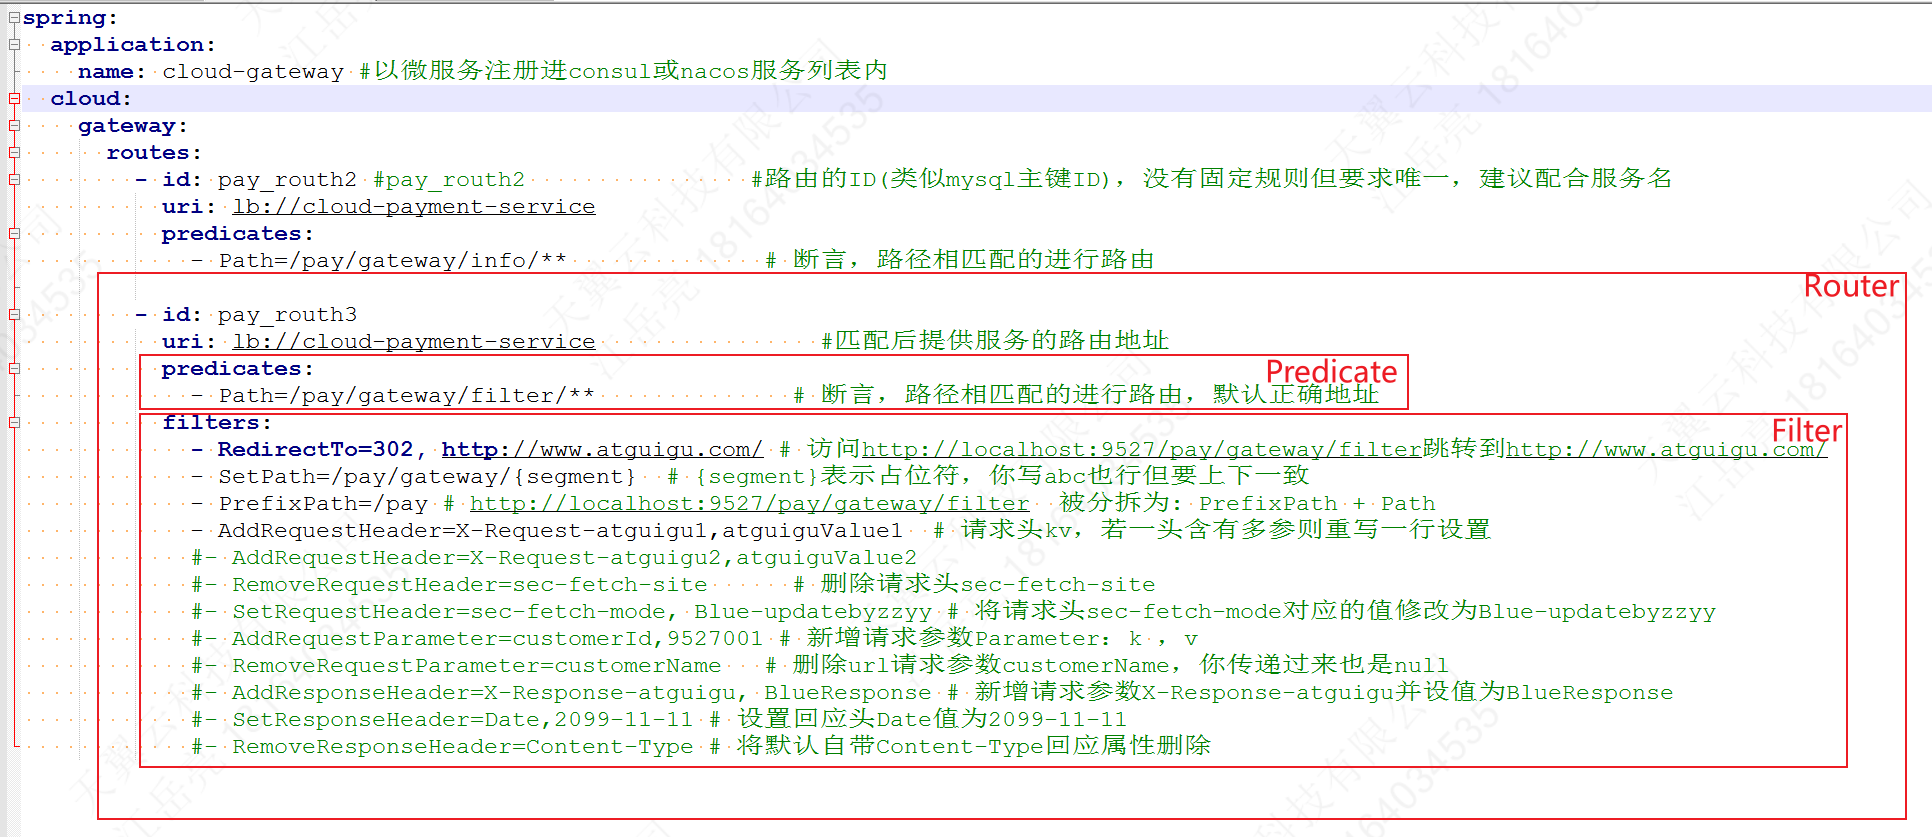 spring:
application:
name: cloud-gateway #以微服务注册进consul或nacos服务列表内
cloud:
gateway:
routes:
- id: pay_routh2 #pay_routh2 #路由的ID(类似mysql主键ID)，没有固定规则但要求唯一，建议配合服务名
uri: lb://cloud-payment-service
predicates:
- Path=/pay/gateway/info/** # 断言，路径相匹配的进行路由
Router
- id: pay_routh3
uri: lb://cloud-payment-service #匹配后提供服务的路由地址
predicates:
Predicate
- Path=/pay/gateway/filter/** # 断言，路径相匹配的进行路由，默认正确地址
filters:
Filter
- RedirectTo=302, http://www.atguigu.com/ # 访问http://localhost:9527/pay/gateway/filter跳转到http://www.atguigu.com/
- SetPath=/pay/gateway/{segment} # {segment}表示占位符，你写abc也行但要上下一致
- PrefixPath=/pay # http://localhost:9527/pay/gateway/filter 被分拆为: PrefixPath + Path
- AddRequestHeader=X-Request-atguigu1,atguiguValue1 # 请求头kv，若一头含有多参则重写一行设置
#- AddRequestHeader=X-Request-atguigu2,atguiguValue2
#- RemoveRequestHeader=sec-fetch-site # 删除请求头sec-fetch-site
#- SetRequestHeader=sec-fetch-mode, Blue-updatebyzzyy # 将请求头sec-fetch-mode对应的值修改为Blue-updatebyzzyy
#- AddRequestParameter=customerId,9527001 # 新增请求参数Parameter：k ，v
#- RemoveRequestParameter=customerName # 删除url请求参数customerName，你传递过来也是null
#- AddResponseHeader=X-Response-atguigu, BlueResponse # 新增请求参数X-Response-atguigu并设值为BlueResponse
#- SetResponseHeader=Date,2099-11-11 # 设置回应头Date值为2099-11-11
#- RemoveResponseHeader=Content-Type # 将默认自带Content-Type回应属性删除
天翼云科技有限公司
江岳亮 18164034535